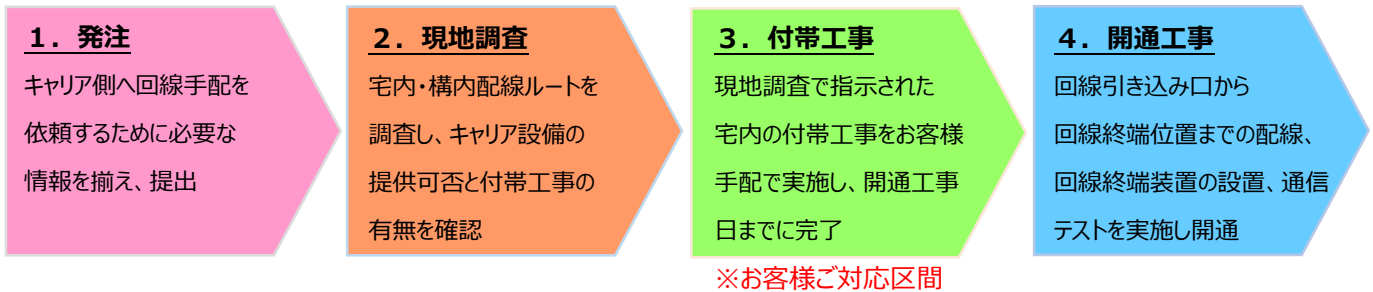 1．発注
キャリア側へ回線手配を
依頼するために必要な
情報を揃え、提出
2．現地調査
宅内・構内配線ルートを
調査し、キャリア設備の
提供可否と付帯工事の
有無を確認
3．付帯工事
現地調査で指示された
宅内の付帯工事をお客様
手配で実施し、開通工事
日までに完了
※お客様ご対応区間
4．開通工事
回線引き込み口から
回線終端位置までの配線、
回線終端装置の設置、通信
テストを実施し開通